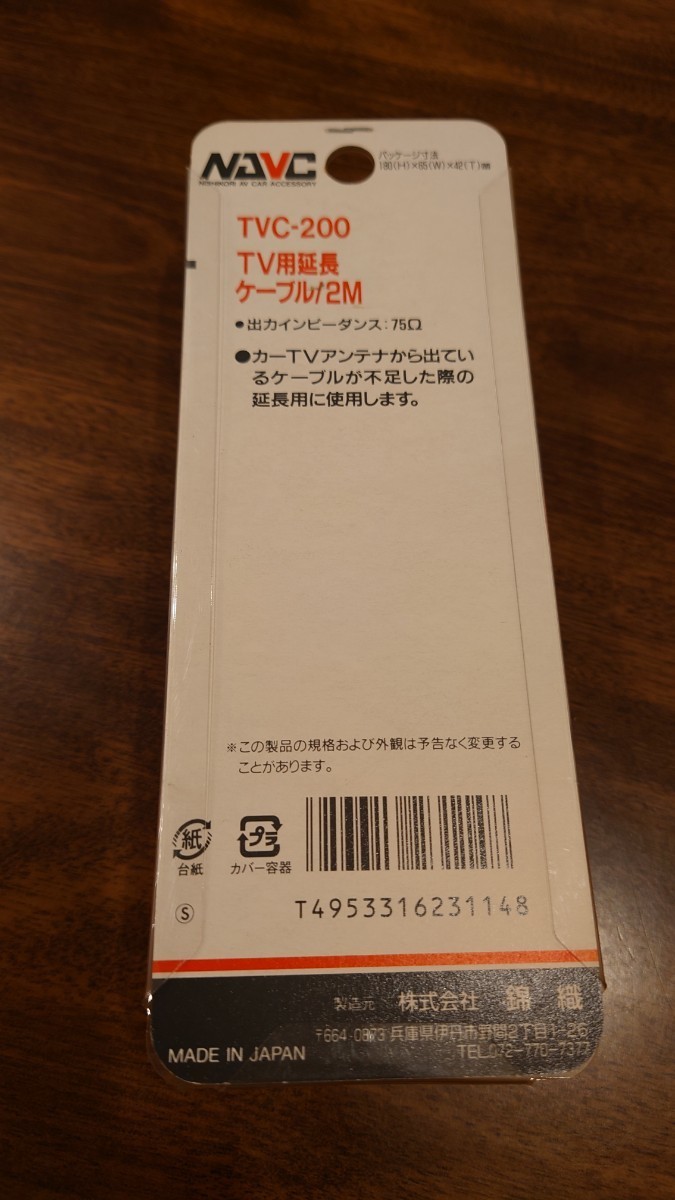 NAVC
NISHIKORI AV CAR ACCESSORY
パッケージ寸法
180(H)×65(W)×42(T)㎜
TVC-200
TV用延長
ケーブル/2M
●出力インピーダンス:75Ω
●カーTVアンテナから出てい
るケーブルが不足した際の
延長用に使用します。
※この製品の規格および外観は予告なく変更する
ことがあります。
紙
台紙
プラ
カバー容器
Ⓢ
T4953316231148
製造元 株式会社 錦織
〒664-0873 兵庫県伊丹市野間2丁目1-26
MADE IN JAPAN
TEL.072-770-7377